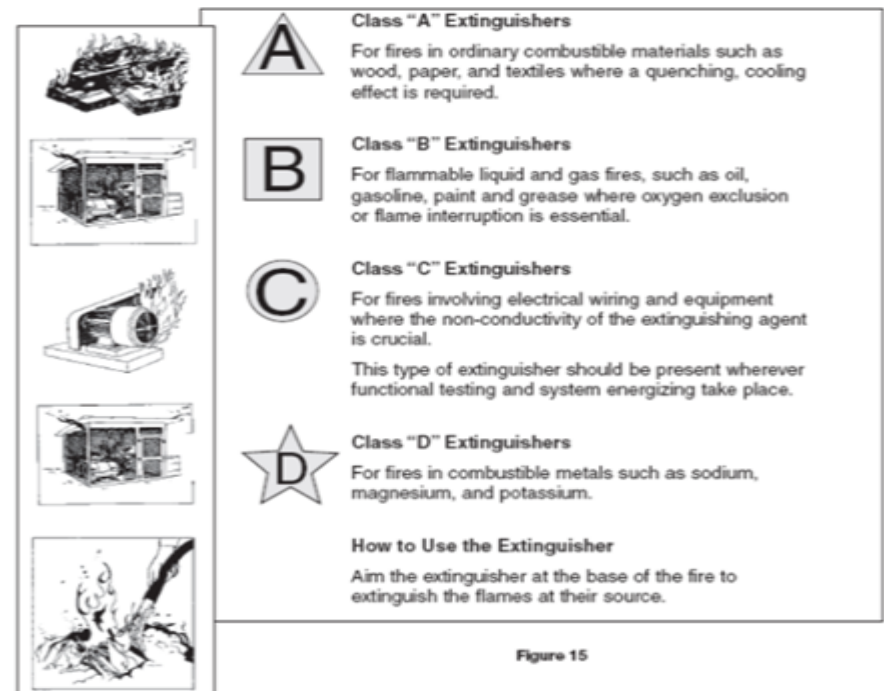 Class “A” Extinguishers
A
For fires in ordinary combustible materials such as
wood, paper, and textiles where a quenching, cooling
effect is required.
Class “B” Extinguishers
B
For flammable liquid and gas fires, such as oil,
gasoline, paint and grease where oxygen exclusion
or flame interruption is essential.
Class “C” Extinguishers
C
For fires involving electrical wiring and equipment
where the non-conductivity of the extinguishing agent
is crucial.
This type of extinguisher should be present wherever
functional testing and system energizing take place.
Class “D” Extinguishers
D
For fires in combustible metals such as sodium,
magnesium, and potassium.
How to Use the Extinguisher
Aim the extinguisher at the base of the fire to
extinguish the flames at their source.
Figure 15